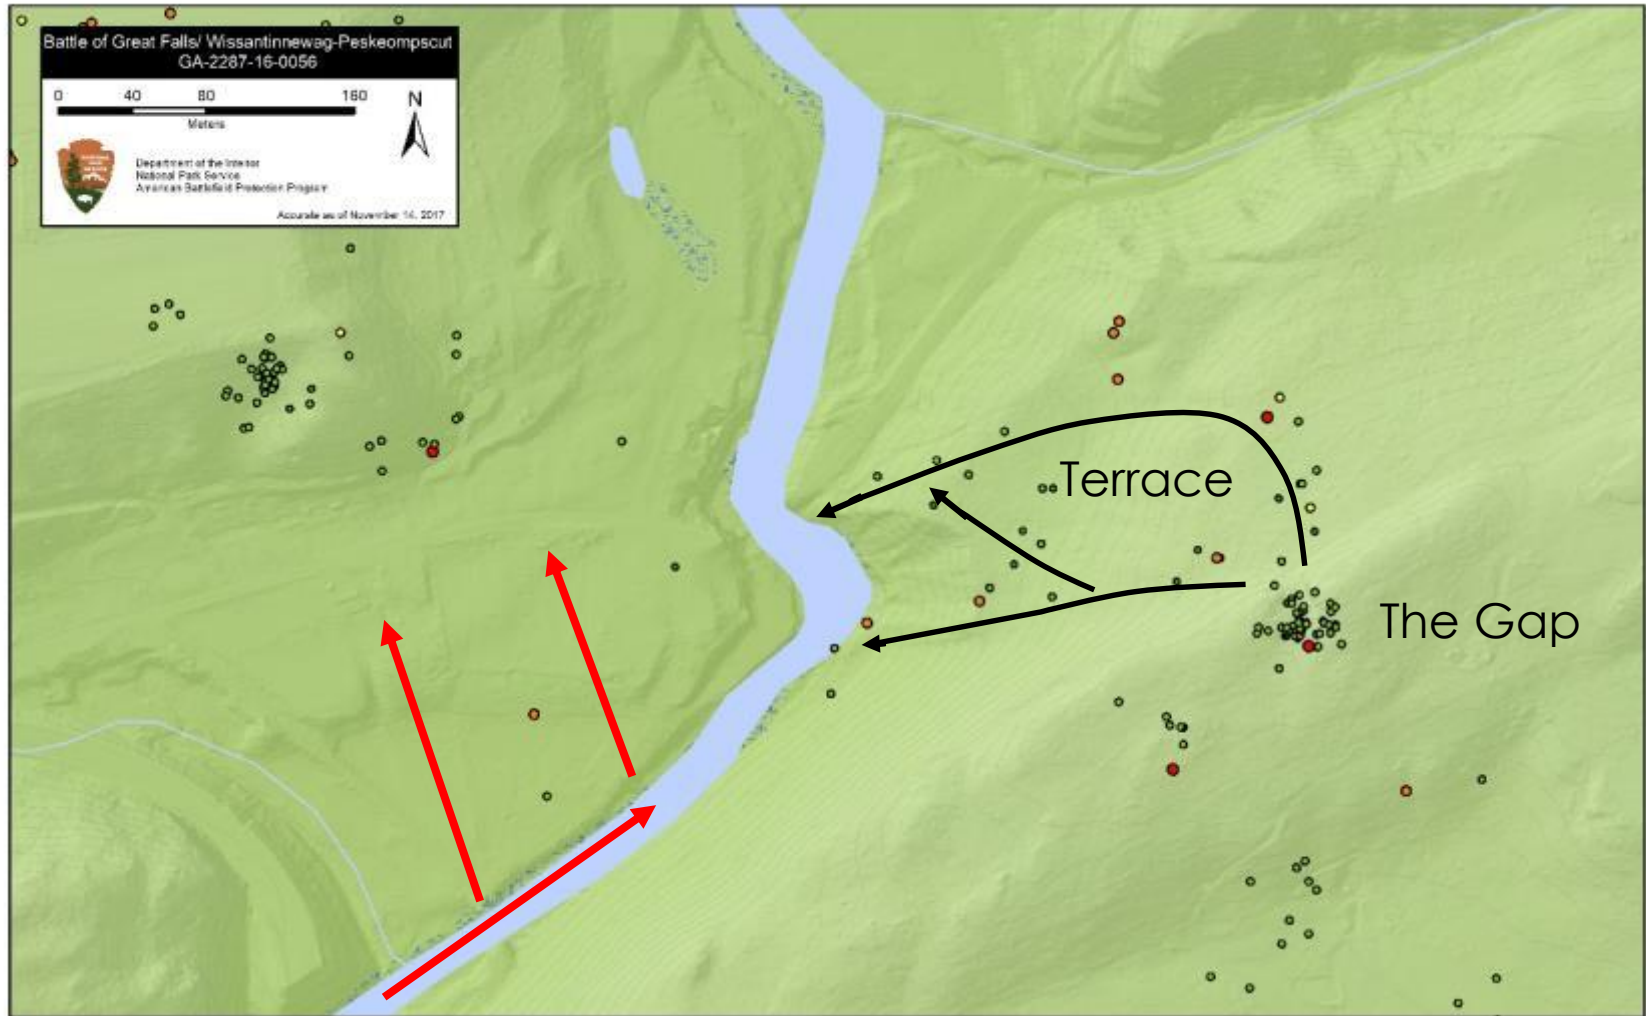 Battle of Great Falls/ Wissantinnewag-Peskeompscut
GA-2287-16-0056
0 40 80 160
Meters
N
Department of the Interior
National Park Service
American Battlefield Protection Program
Accurate as of November 14, 2017
Terrace
The Gap